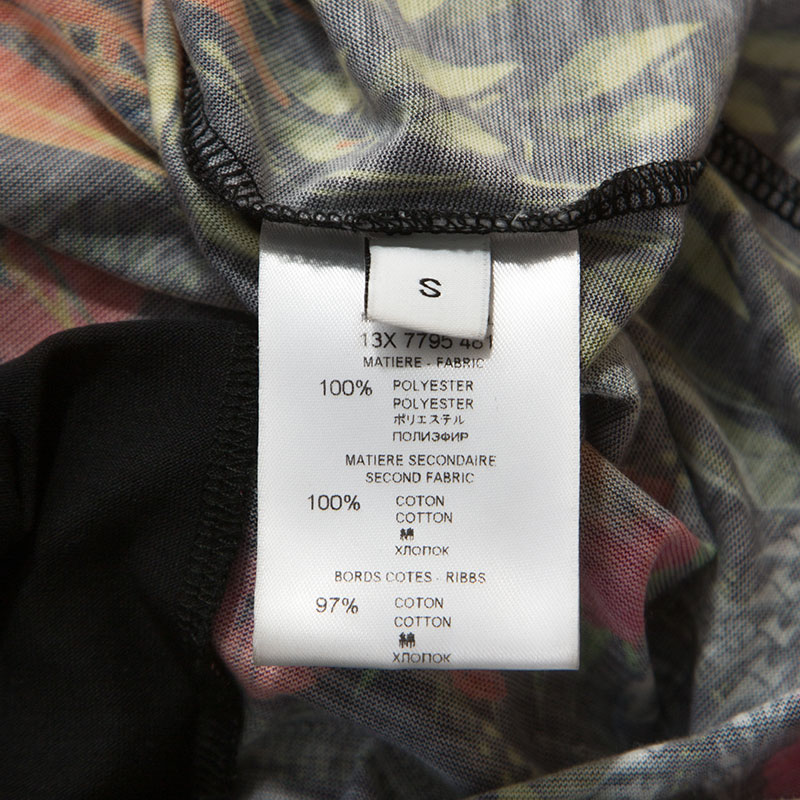 S
13X 7795 481
MATIERE - FABRIC
100% POLYESTER
POLYESTER
ポリエステル
ПОЛИЭФИР
MATIERE SECONDAIRE
SECOND FABRIC
100% COTON
COTTON
綿
ХЛОПОК
BORDS COTES - RIBBS
97% COTON
COTTON
綿
ХЛОПОК